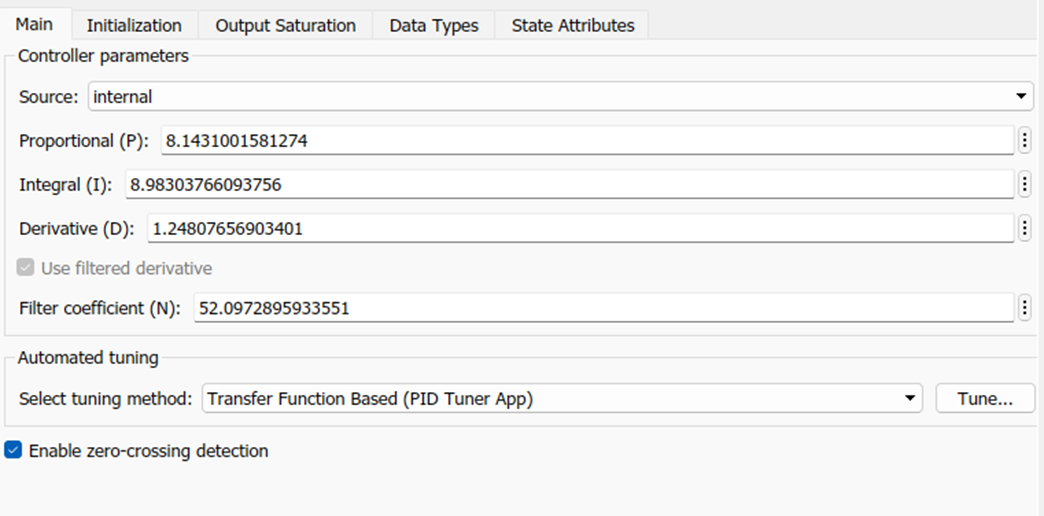 Main Initialization Output Saturation Data Types State Attributes
Controller parameters
Source: internal
Proportional (P): 8.1431001581274
Integral (I): 8.98303766093756
Derivative (D): 1.24807656903401
Use filtered derivative
Filter coefficient (N): 52.0972895933551
Automated tuning
Select tuning method: Transfer Function Based (PID Tuner App) Tune...
Enable zero-crossing detection